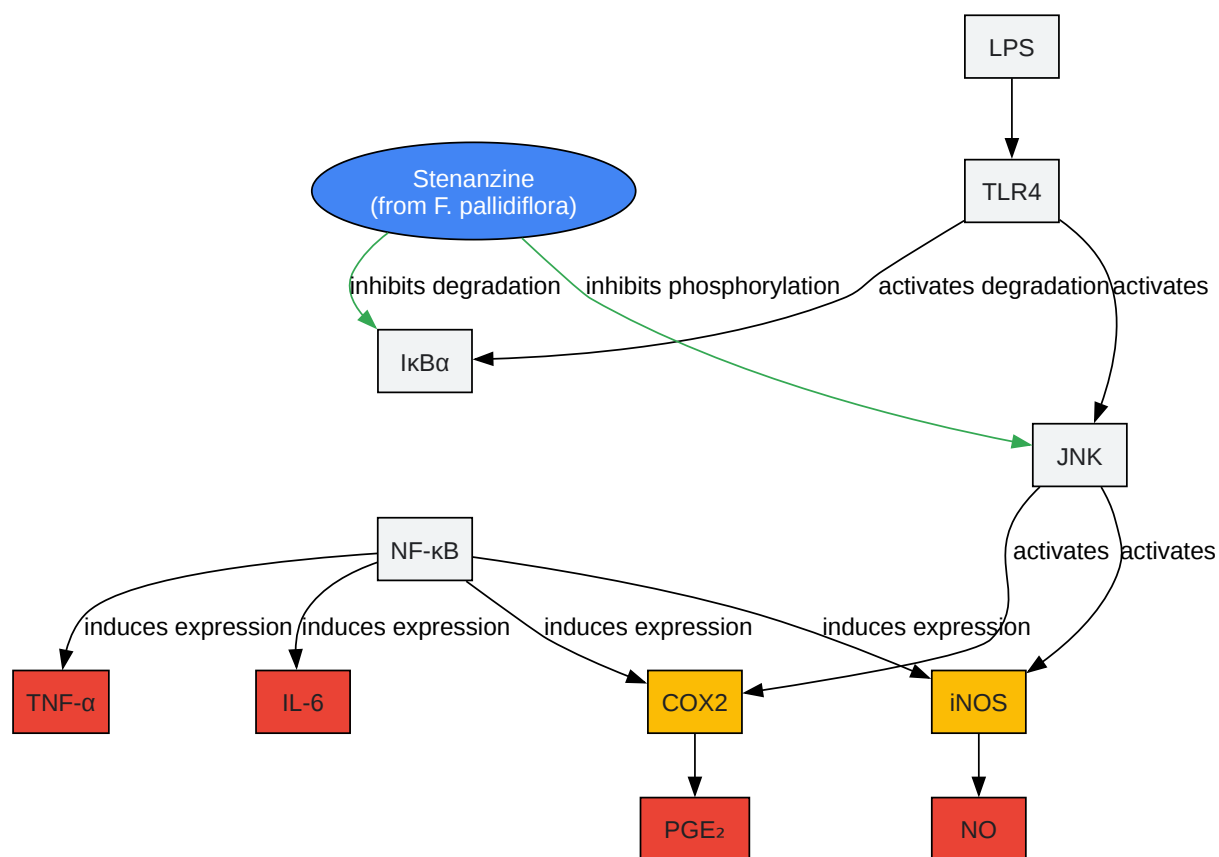 LPS
Stenanzine
(from F. pallidiflora)
TLR4
inhibits degradation
inhibits phosphorylation
activates degradation
activates
IκBα
JNK
NF-κB
activates
activates
induces expression
induces expression
induces expression
induces expression
TNF-α
IL-6
COX2
iNOS
PGE₂
NO